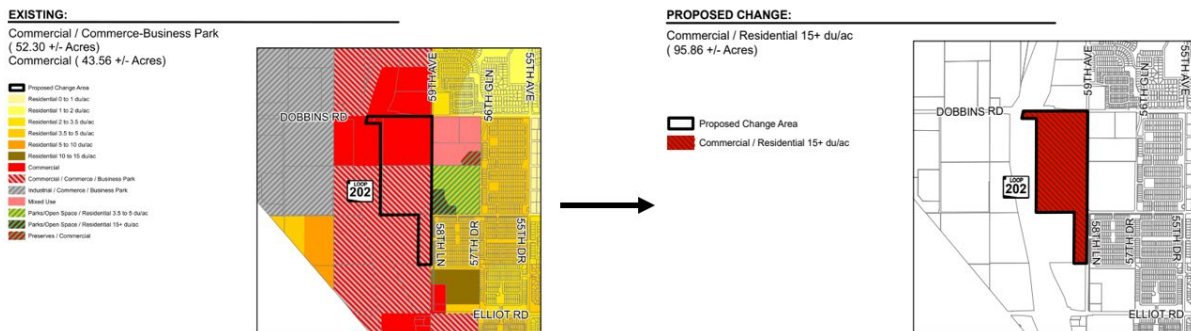 EXISTING:
Commercial / Commerce-Business Park
( 52.30 +/- Acres)
Commercial ( 43.56 +/- Acres)
Proposed Change Area
Residential 0 to 1 du/ac
Residential 1 to 2 du/ac
Residential 2 to 3.5 du/ac
Residential 3.5 to 5 du/ac
Residential 5 to 10 du/ac
Residential 10 to 15 du/ac
Commercial
Commercial / Commerce / Business Park
Industrial / Commerce / Business Park
Mixed Use
Parks/Open Space / Residential 3.5 to 5 du/ac
Parks/Open Space / Residential 15+ du/ac
Preserves / Commercial
DOBBINS RD
59TH AVE
56TH GLN
55TH AVE
LOOP
202
58TH LN
57TH DR
55TH DR
ELLIOT RD
PROPOSED CHANGE:
Commercial / Residential 15+ du/ac
( 95.86 +/- Acres)
Proposed Change Area
Commercial / Residential 15+ du/ac
DOBBINS RD
59TH AVE
56TH GLN
55TH AVE
LOOP
202
58TH LN
57TH DR
55TH DR
ELLIOT RD